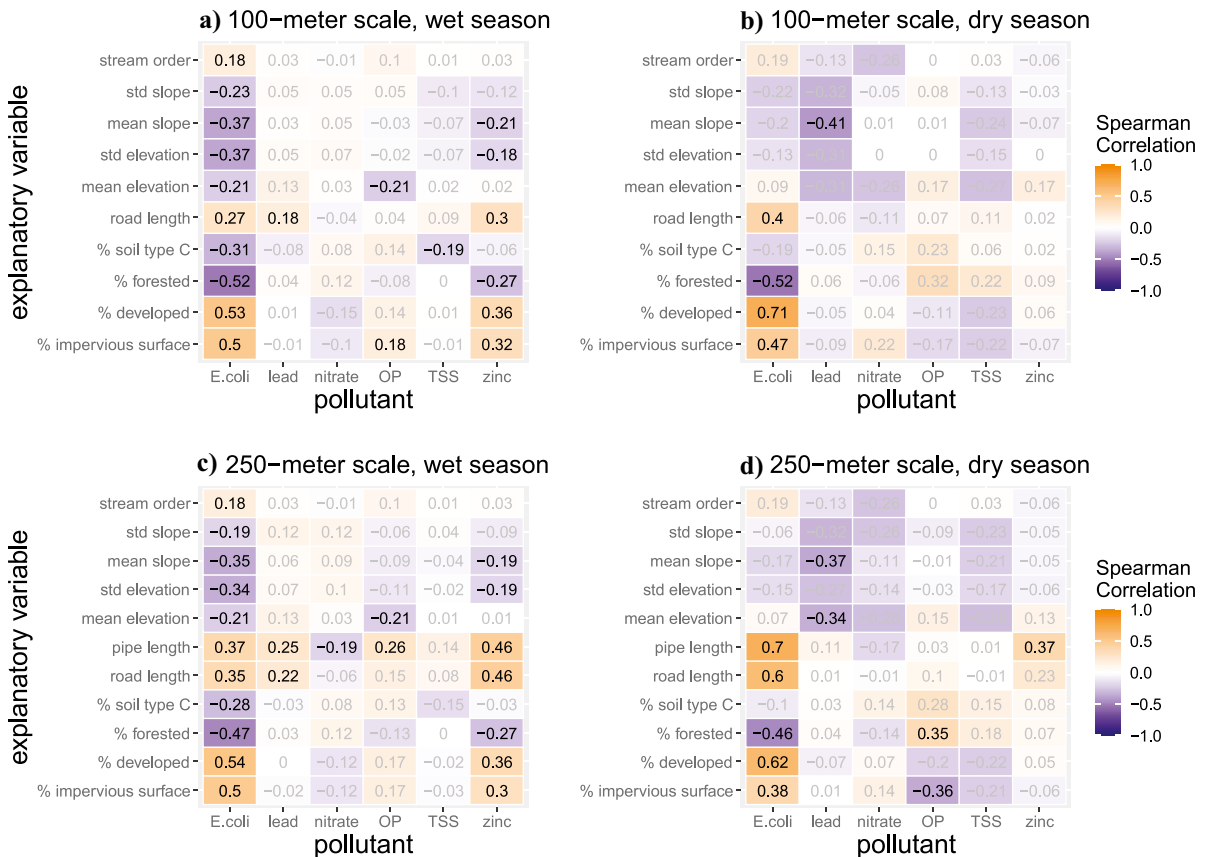 a) 100−meter scale, wet season
explanatory variable
stream order 0.18 0.03 −0.01 0.1 0.01 0.03
std slope −0.23 0.05 0.05 0.05 −0.1 −0.12
mean slope −0.37 0.03 0.05 −0.03 −0.07 −0.21
std elevation −0.37 0.05 0.07 −0.02 −0.07 −0.18
mean elevation −0.21 0.13 0.03 −0.21 0.02 0.02
road length 0.27 0.18 −0.04 0.04 0.09 0.3
% soil type C −0.31 −0.08 0.08 0.14 −0.19 −0.06
% forested −0.52 0.04 0.12 −0.08 0 −0.27
% developed 0.53 0.01 −0.15 0.14 0.01 0.36
% impervious surface 0.5 −0.01 −0.1 0.18 −0.01 0.32
E.coli lead nitrate OP TSS zinc
pollutant
b) 100−meter scale, dry season
stream order 0.19 −0.13 0 −0.06
std slope −0.22 −0.32 −0.05 0.08 −0.13 −0.03
mean slope −0.2 −0.41 0.01 0.01 −0.24 −0.07
std elevation −0.13 0 0 −0.15 0
mean elevation 0.09 0.17 0.17
road length 0.4 −0.06 −0.11 0.07 0.11 0.02
% soil type C −0.19 −0.05 0.15 0.23 0.06 0.02
% forested −0.52 0.06 −0.06 0.32 0.22 0.09
% developed 0.71 −0.05 0.04 −0.11 −0.23 0.06
% impervious surface 0.47 −0.09 0.22 −0.17 −0.22 −0.07
E.coli lead nitrate OP TSS zinc
pollutant
Spearman
Correlation
1.0
0.5
0.0
−0.5
−1.0
c) 250−meter scale, wet season
explanatory variable
stream order 0.18 0.03 −0.01 0.1 0.01 0.03
std slope −0.19 0.12 0.12 −0.06 0.04 −0.09
mean slope −0.35 0.06 0.09 −0.09 −0.04 −0.19
std elevation −0.34 0.07 0.1 −0.11 −0.02 −0.19
mean elevation −0.21 0.13 0.03 −0.21 0.01 0.01
pipe length 0.37 0.25 −0.19 0.26 0.14 0.46
road length 0.35 0.22 −0.06 0.15 0.08 0.46
% soil type C −0.28 −0.03 0.08 0.13 −0.15 −0.03
% forested −0.47 0.03 0.12 −0.13 0 −0.27
% developed 0.54 0 −0.12 0.17 −0.02 0.36
% impervious surface 0.5 −0.02 −0.12 0.17 −0.03 0.3
E.coli lead nitrate OP TSS zinc
pollutant
d) 250−meter scale, dry season
stream order 0.19 −0.13 0 0.03 −0.06
std slope −0.06 −0.32 −0.09 −0.23 −0.05
mean slope −0.17 −0.37 −0.11 −0.01 −0.21 −0.05
std elevation −0.15 −0.14 −0.03 −0.17 −0.06
mean elevation 0.07 −0.34 0.15 0.13
pipe length 0.7 0.11 −0.17 0.03 0.01 0.37
road length 0.6 0.01 −0.01 0.1 −0.01 0.23
% soil type C −0.1 0.03 0.14 0.28 0.15 0.08
% forested −0.46 0.04 −0.14 0.35 0.18 0.07
% developed 0.62 −0.07 0.07 −0.2 −0.22 0.05
% impervious surface 0.38 0.01 0.14 −0.36 −0.21 −0.06
E.coli lead nitrate OP TSS zinc
pollutant
Spearman
Correlation
1.0
0.5
0.0
−0.5
−1.0